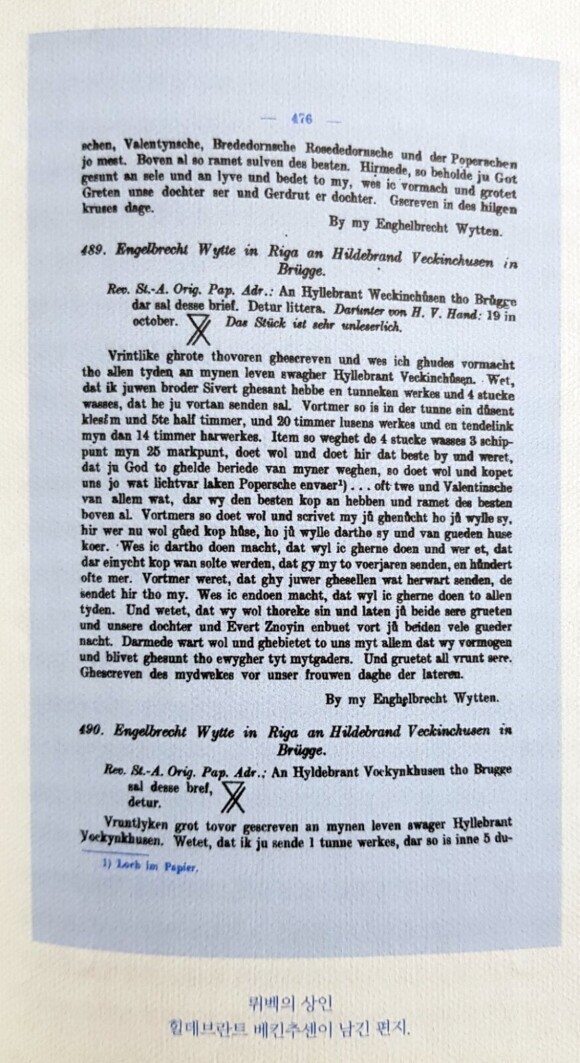 — 476 —
schen, Valentynsche, Brededornsche Rosededornsche und der Poperschen
jo mest. Boven al so ramet sulven des besten. Hirmede, so beholde ju Got
gesunt an sele und an lyve und bedet to my, wes ic vormach und grotet
Greten unse dochter ser und Gerdrut er dochter. Gsereven in des hilgen
kruses dage.
By my Enghelbrecht Wytten.
489. Engelbrecht Wytte in Riga an Hildebrand Veckinchusen in
Brügge.
Rev. St.-A. Orig. Pap. Adr.: An Hyllebrant Weckinchůsen tho Brůgge
dar sal desse brief. Detur littera. Darunter von H. V. Hand: 19 in
october. Das Stück ist sehr unleserlich.
Vrintlike ghrote thovoren ghescreven und wes ich ghudes vormacht
tho allen tyden an mynen leven swagher Hyllebrant Veckinchůsen. Wet,
dat ik juwen broder Sivert ghesant hebbe en tunneken werkes und 4 stucke
wasses, dat he ju vortan senden sal. Vortmer so is in der tunne ein důsent
klesem und 5te half timmer, und 20 timmer lusens werkes und en tendelink
myn dan 14 timmer harwerkes. Item so weghet de 4 stucke wasses 3 schip-
punt myn 25 markpunt, doet wol und doet hir dat beste by und weret,
dat ju God to ghelde beriede van myner weghen, so doet wol und kopet
uns jo wat lichtvar laken Popersche envaer¹) . . . oft twe und Valentinsche
van allem wat, dar wy den besten kop an hebben und ramet des besten
boven al. Vortmers so doet wol und scrivet my jů ghenůcht ho jů wylle sy,
hir wer nu wol gůed kop hůse, ho jů wylle dartho sy und van gueden huse
koer. Wes ic dartho doen macht, dat wyl ic gherne doen und wer et, dat
dar einycht kop wan solte werden, dat gy my to voerjaren senden, en hůndert
ofte mer. Vortmer weret, dat ghy juwer ghesellen wat herwart senden, de
sendet hir tho my. Wes ic endoen macht, dat wyl ic gherne doen to allen
tyden. Und wetet, dat wy wol thoreke sin und laten jů beide sere grueten
und unsere dochter und Evert Znoyin enbuet vort jů beiden vele gueder
nacht. Darmede wart wol und ghebietet to uns myt allem dat wy vormogen
und blivet ghesunt tho ewygher tyt mytgaders. Und gruetet all vrunt sere.
Ghescreven des mydwekes vor unser frouwen daghe der lateren.
By my Enghelbrecht Wytten.
490. Engelbrecht Wytte in Riga an Hildebrand Veckinchusen in
Brügge.
Rev. St.-A. Orig. Pap. Adr.: An Hyldebrant Vockynkhusen tho Brugge
sal desse bref,
detur.
Vruntlyken grot tovor gescreven an mynen leven swager Hyllebrant
Vockynkhusen. Wetet, dat ik ju sende 1 tunne werkes, dar so is inne 5 du-
1) Loch im Papier.
뤼베의 상인
힐데브란트 베킨추센이 남긴 편지.